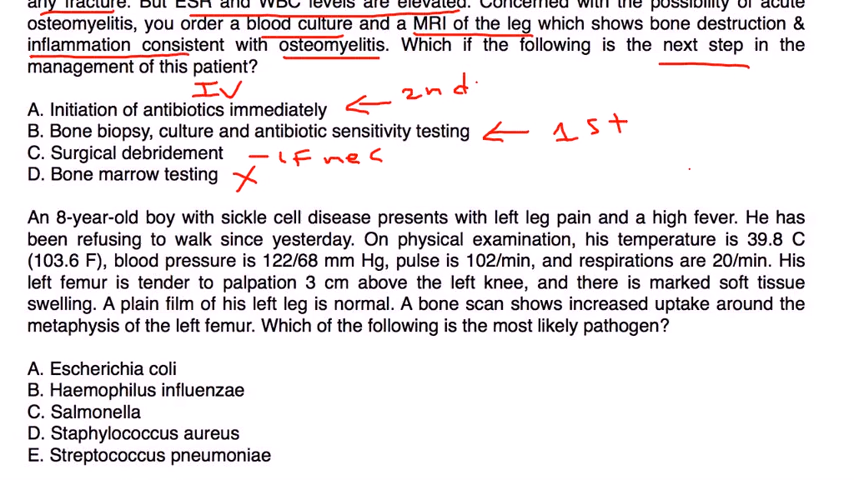 any fracture. But ESR and WBC levels are elevated. Concerned with the possibility of acute
osteomyelitis, you order a blood culture and a MRI of the leg which shows bone destruction &
inflammation consistent with osteomyelitis. Which if the following is the next step in the
management of this patient?
IV
A. Initiation of antibiotics immediately ← 2nd.
B. Bone biopsy, culture and antibiotic sensitivity testing ← 1st
C. Surgical debridement – IF nec
D. Bone marrow testing X
An 8-year-old boy with sickle cell disease presents with left leg pain and a high fever. He has
been refusing to walk since yesterday. On physical examination, his temperature is 39.8 C
(103.6 F), blood pressure is 122/68 mm Hg, pulse is 102/min, and respirations are 20/min. His
left femur is tender to palpation 3 cm above the left knee, and there is marked soft tissue
swelling. A plain film of his left leg is normal. A bone scan shows increased uptake around the
metaphysis of the left femur. Which of the following is the most likely pathogen?
A. Escherichia coli
B. Haemophilus influenzae
C. Salmonella
D. Staphylococcus aureus
E. Streptococcus pneumoniae